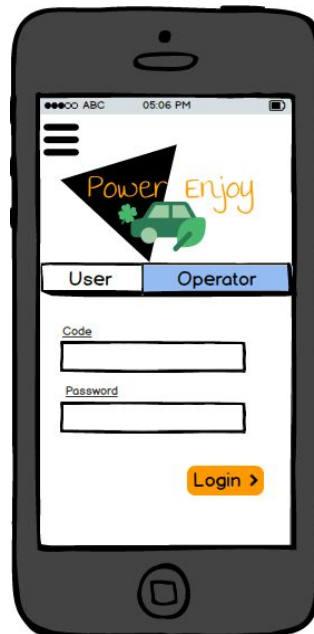 ABC 05:06 PM
Power Enjoy
User Operator
Code
Password
Login >